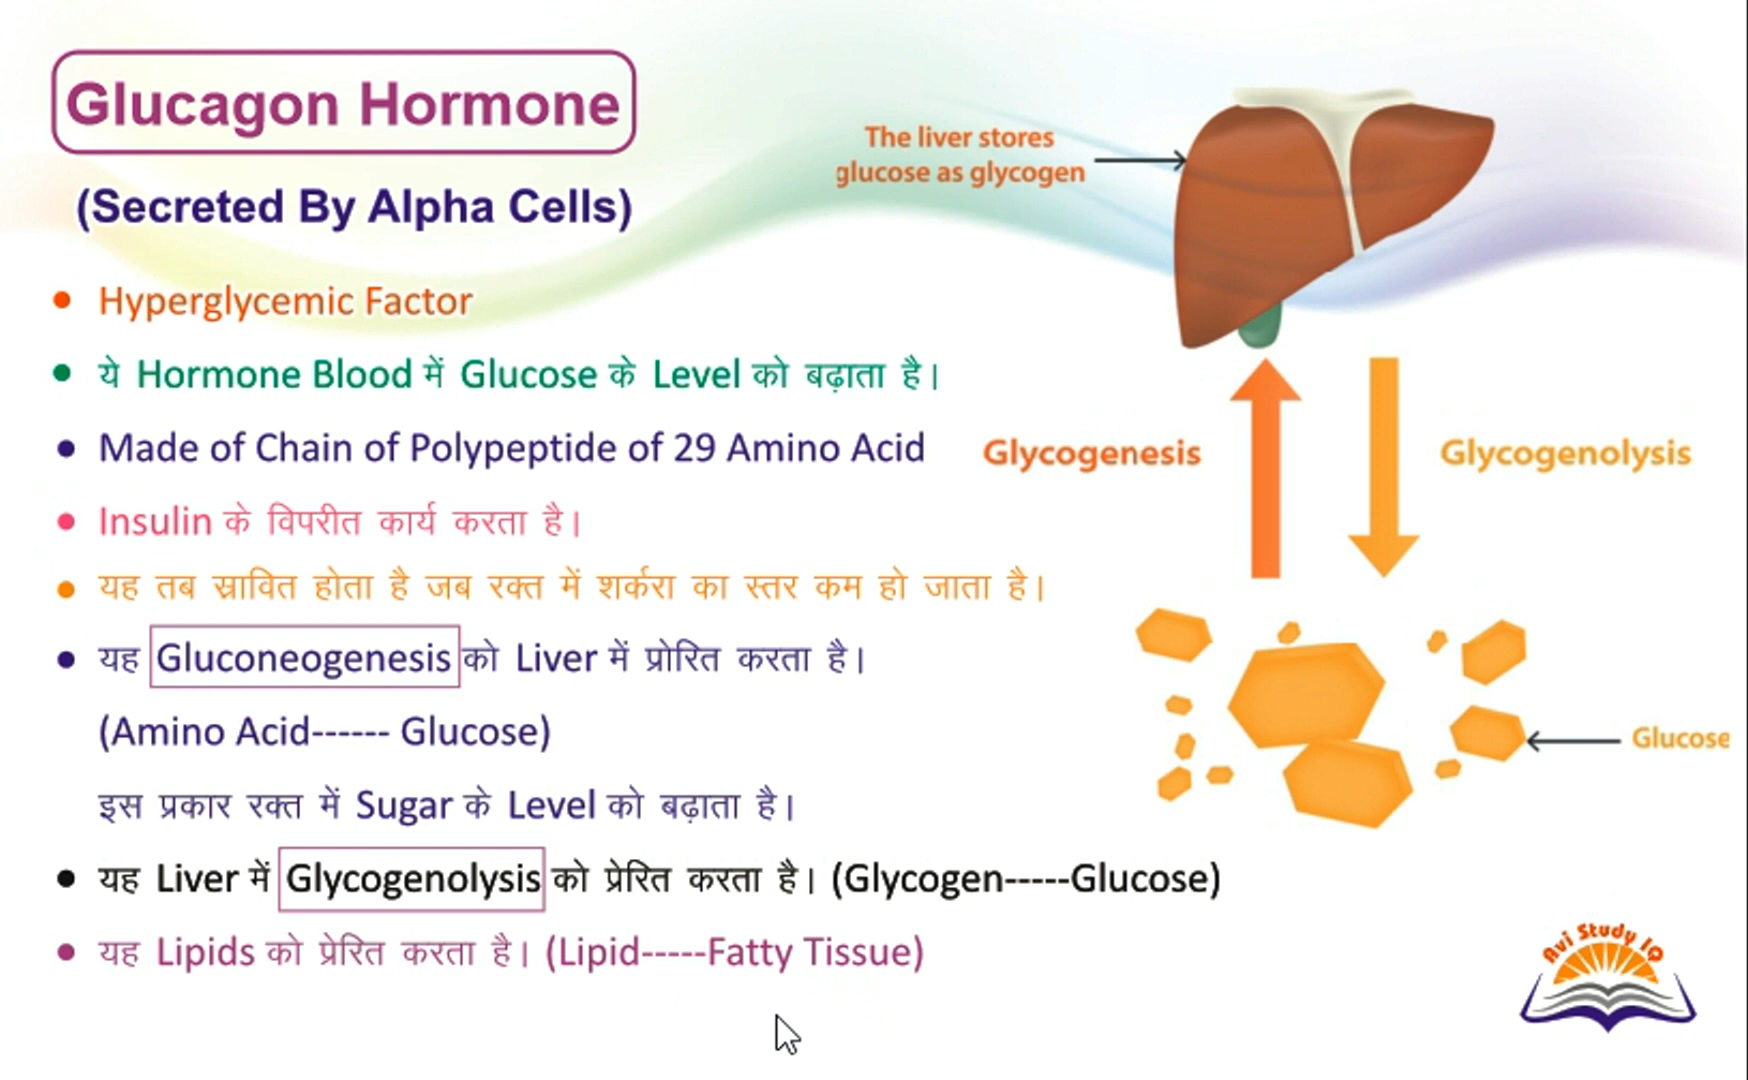 Glucagon Hormone
(Secreted By Alpha Cells)
The liver stores
glucose as glycogen
• Hyperglycemic Factor
• ये Hormone Blood में Glucose के Level को बढ़ाता है।
• Made of Chain of Polypeptide of 29 Amino Acid
• Insulin के विपरीत कार्य करता है।
• यह तब स्रावित होता है जब रक्त में शर्करा का स्तर कम हो जाता है।
• यह Gluconeogenesis को Liver में प्रोरित करता है।
(Amino Acid------ Glucose)
इस प्रकार रक्त में Sugar के Level को बढ़ाता है।
• यह Liver में Glycogenolysis को प्रेरित करता है। (Glycogen-----Glucose)
• यह Lipids को प्रेरित करता है। (Lipid-----Fatty Tissue)
Glycogenesis
Glycogenolysis
Glucose
Avi Study IQ